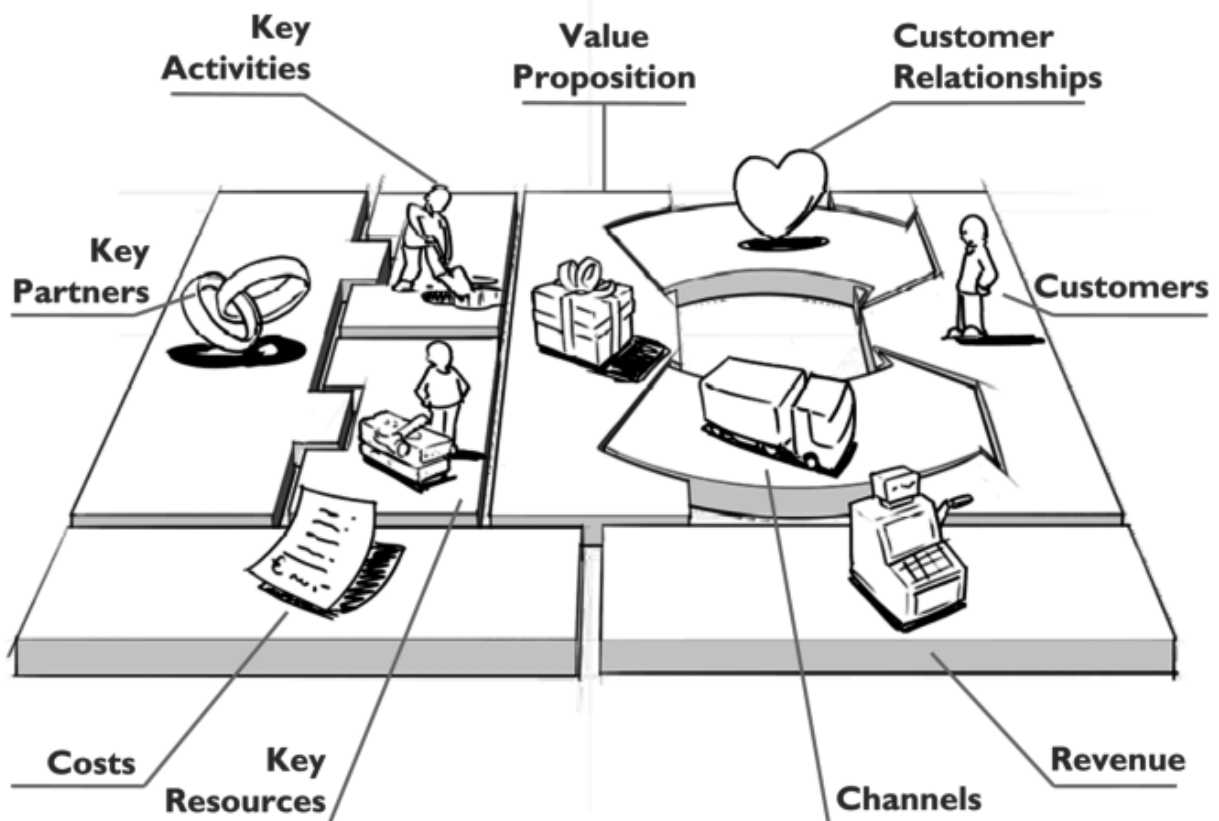 Key
Activities
Value
Proposition
Customer
Relationships
Key
Partners
Customers
Costs
Key
Resources
Channels
Revenue